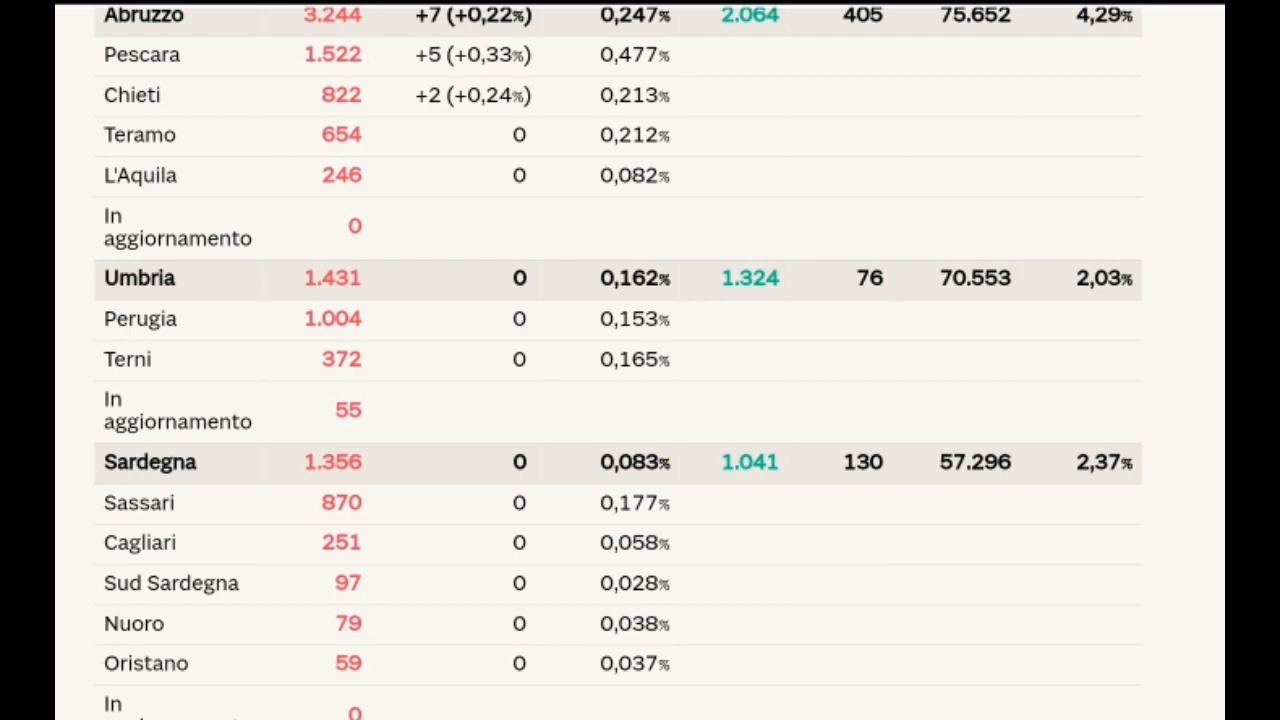 Abruzzo 3.244 +7 (+0,22%) 0,247% 2.064 405 75.652 4,29%
Pescara 1.522 +5 (+0,33%) 0,477%
Chieti 822 +2 (+0,24%) 0,213%
Teramo 654 0 0,212%
L'Aquila 246 0 0,082%
In
aggiornamento 0
Umbria 1.431 0 0,162% 1.324 76 70.553 2,03%
Perugia 1.004 0 0,153%
Terni 372 0 0,165%
In
aggiornamento 55
Sardegna 1.356 0 0,083% 1.041 130 57.296 2,37%
Sassari 870 0 0,177%
Cagliari 251 0 0,058%
Sud Sardegna 97 0 0,028%
Nuoro 79 0 0,038%
Oristano 59 0 0,037%
In
0